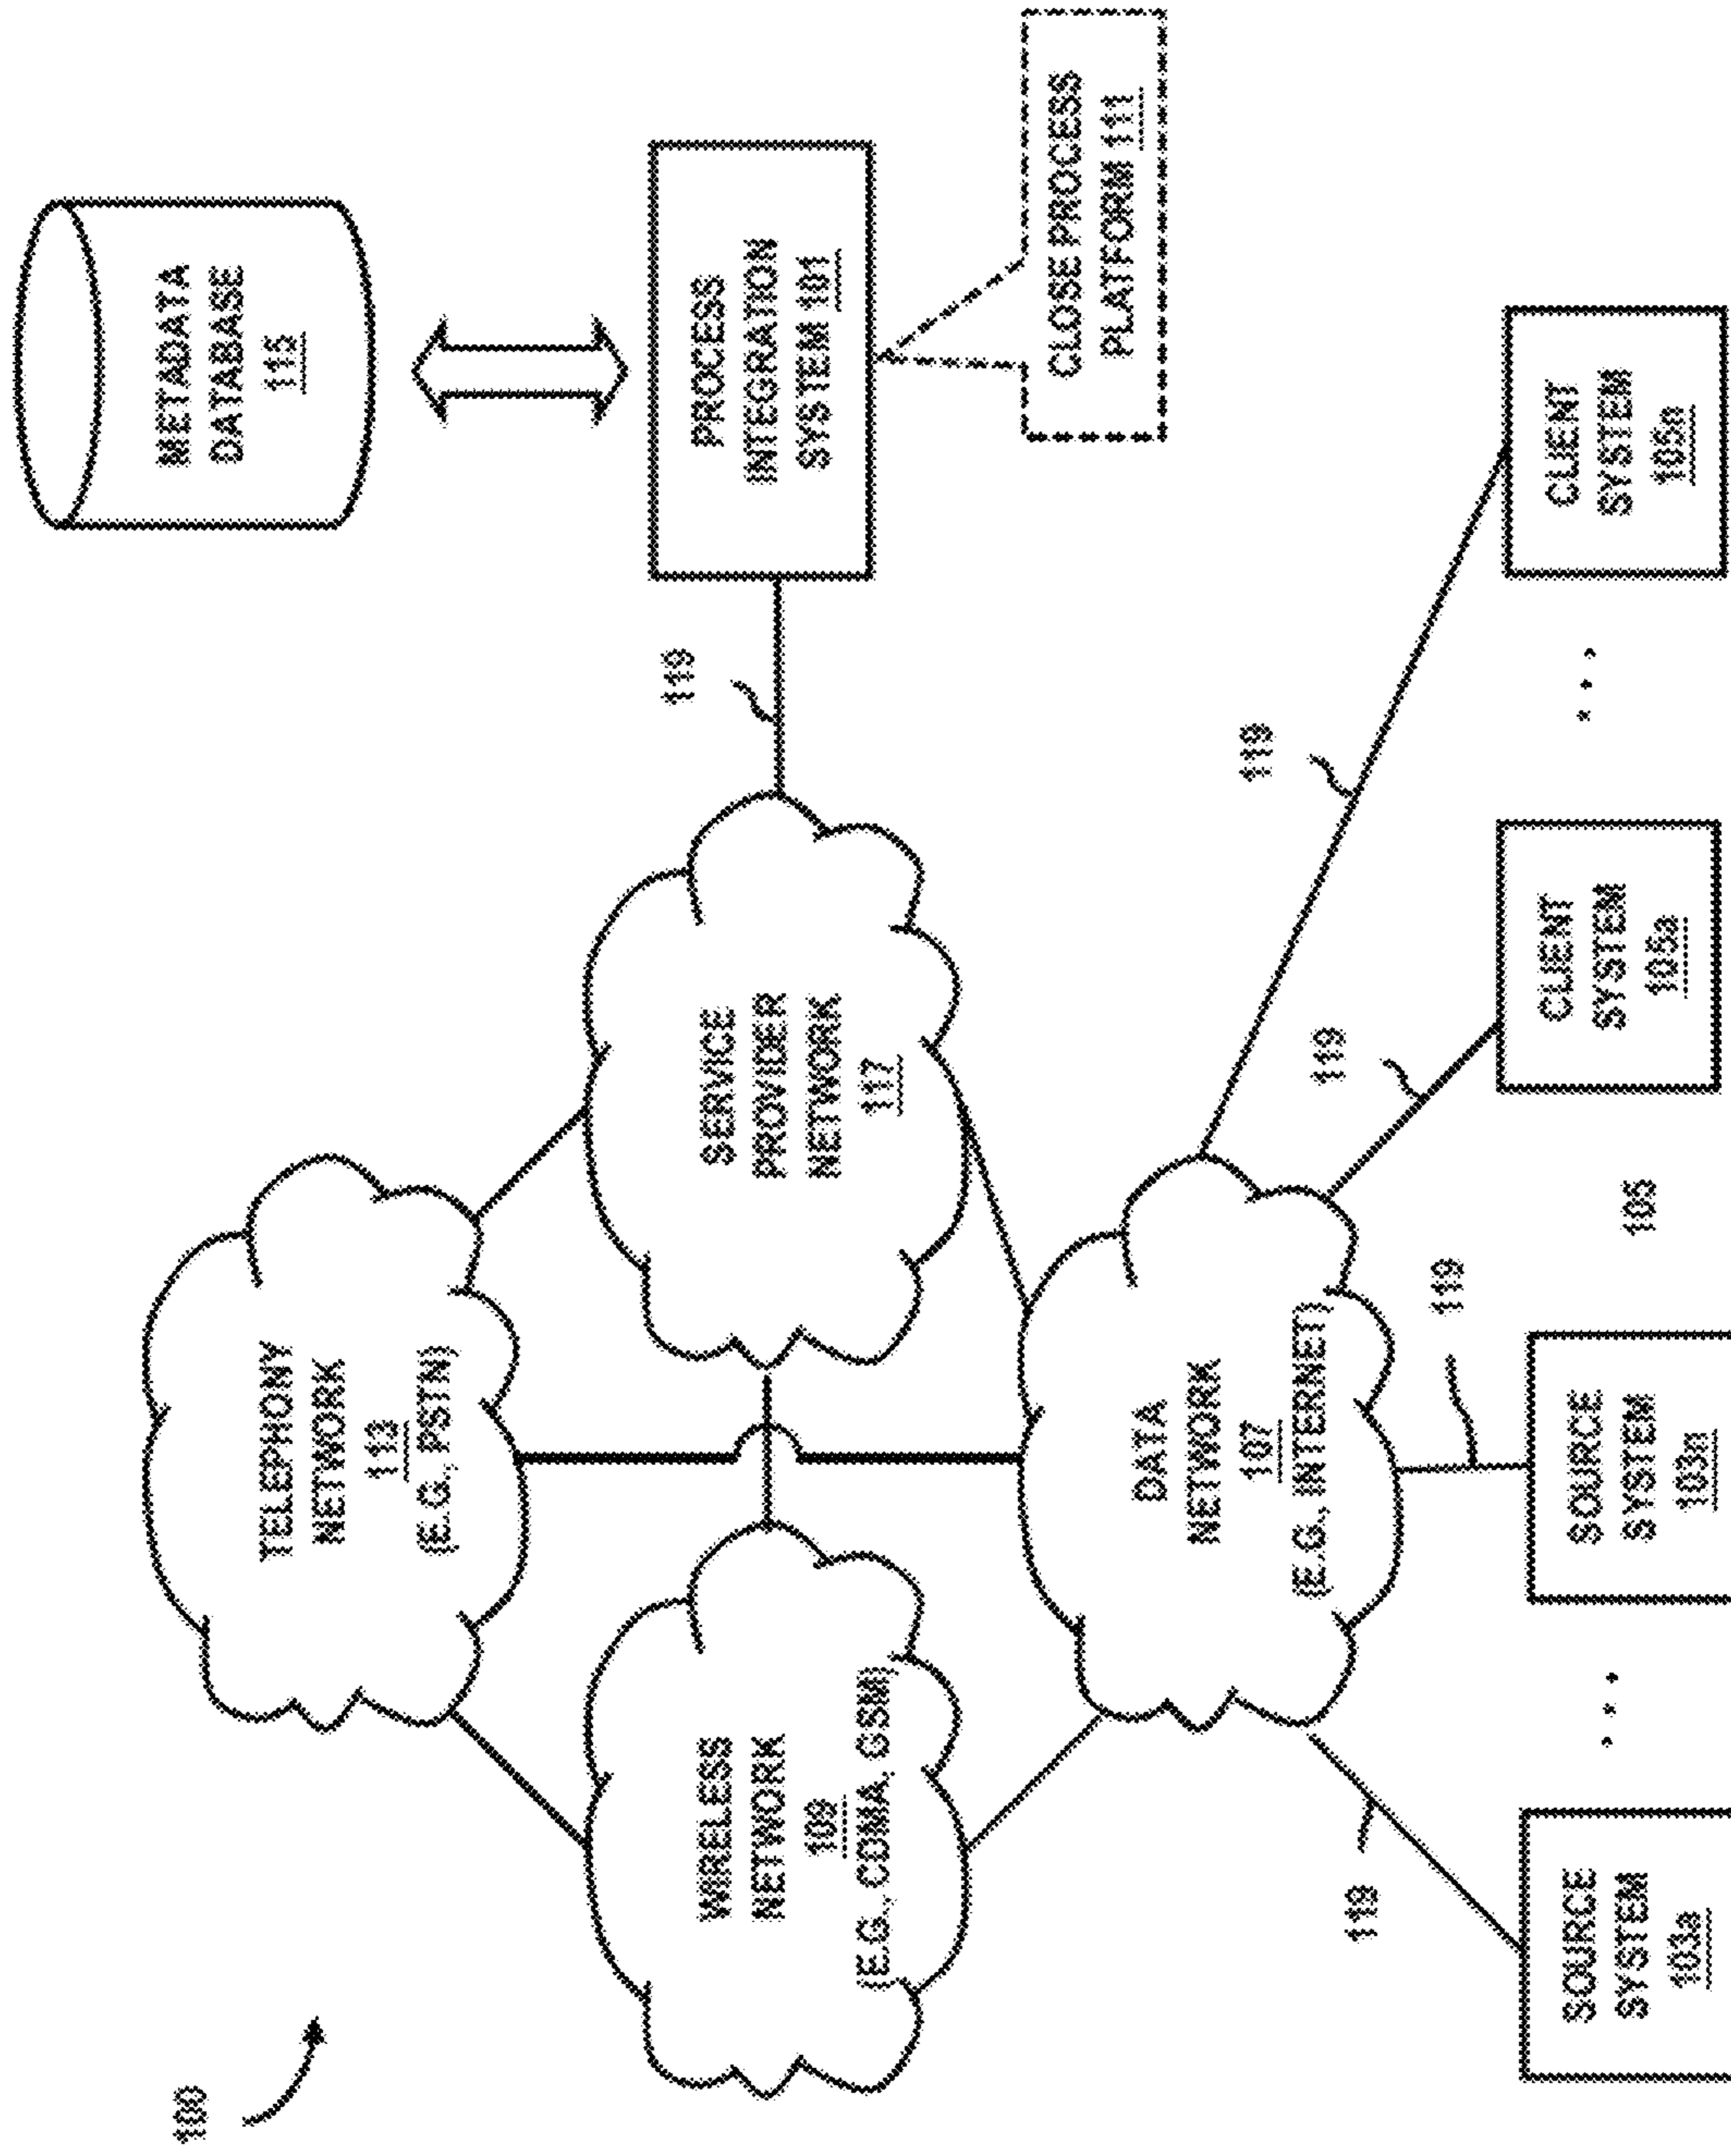 100
TELEPHONY
NETWORK
113
(E.G., PSTN)
METADATA
DATABASE
115
WIRELESS
NETWORK
109
(E.G., CDMA, GSM)
SERVICE
PROVIDER
NETWORK
117
119
PROCESS
INTEGRATION
SYSTEM 101
CLOSE PROCESS
PLATFORM 111
DATA
NETWORK
107
(E.G., INTERNET)
119
119
119
119
105
SOURCE
SYSTEM
103a
. . .
SOURCE
SYSTEM
103n
CLIENT
SYSTEM
105a
. . .
CLIENT
SYSTEM
105n